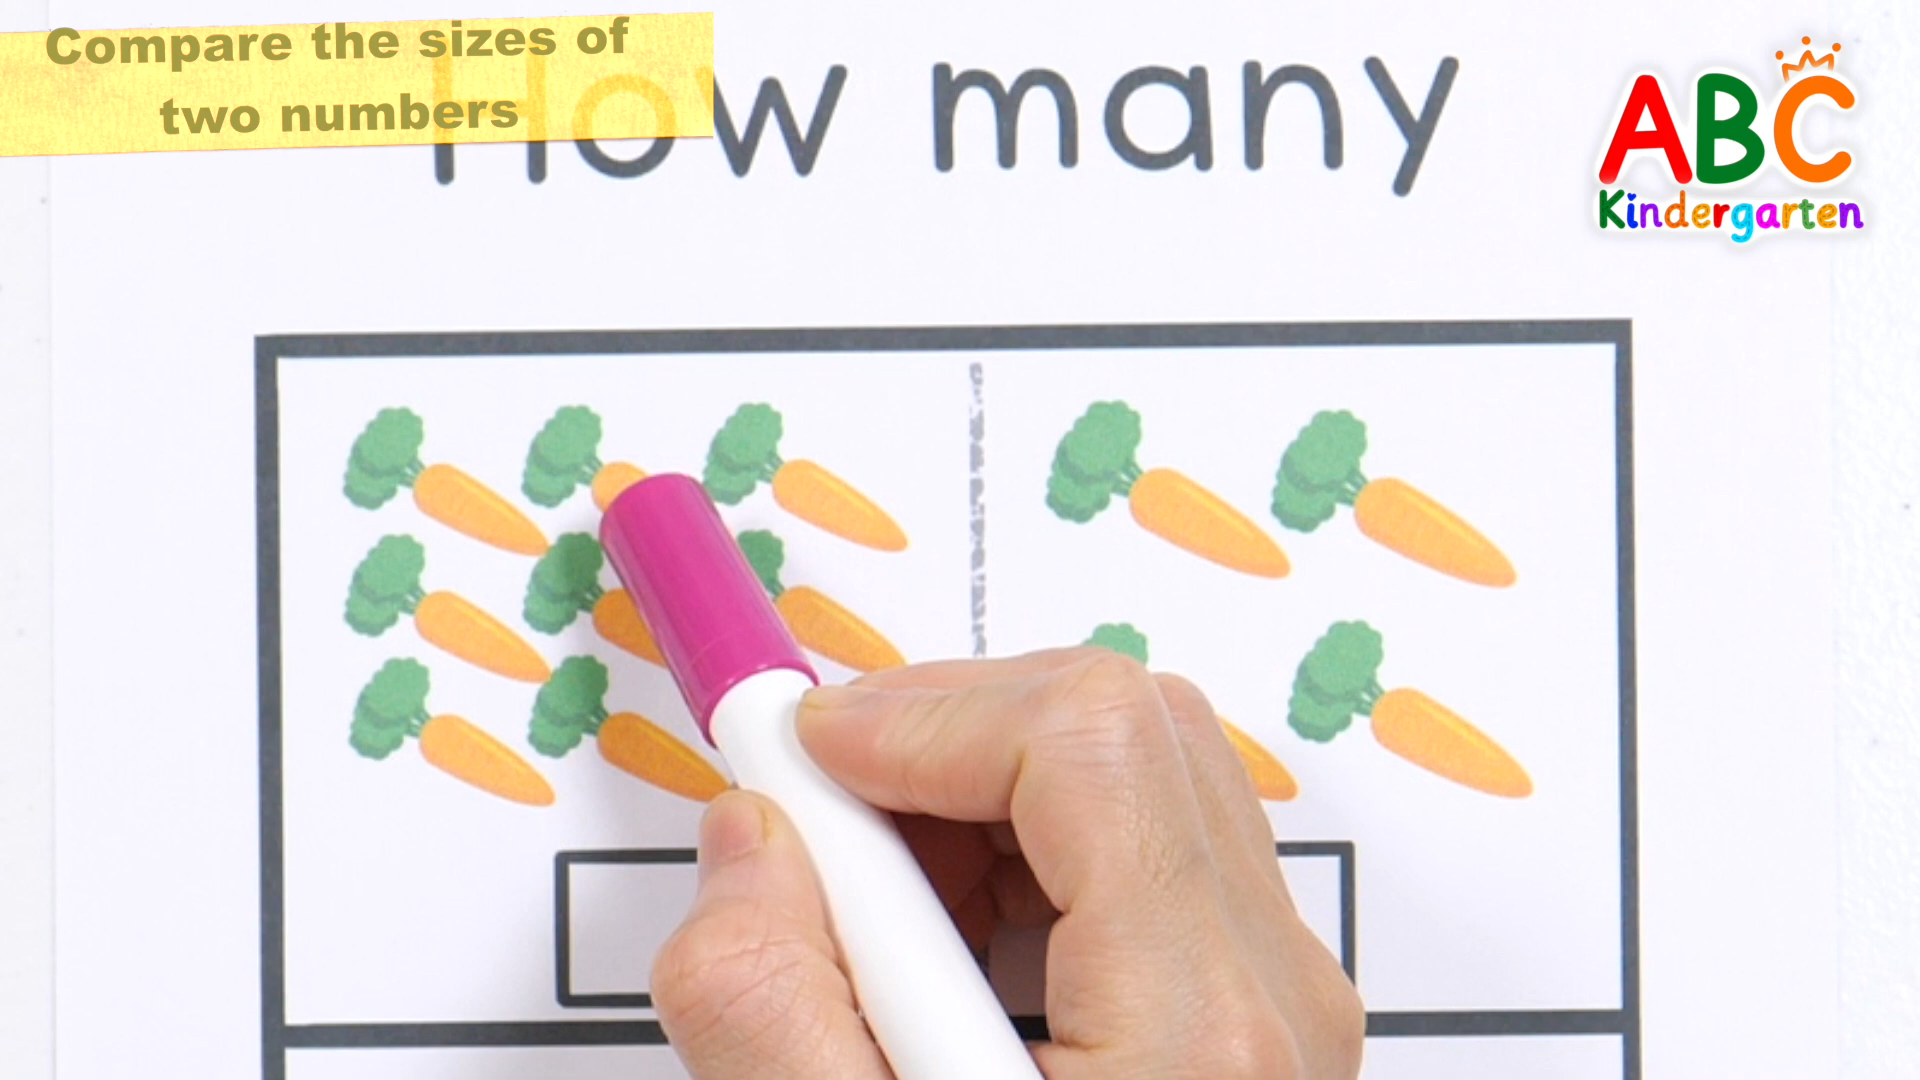 Compare the sizes of
two numbers
How many
ABC
Kindergarten